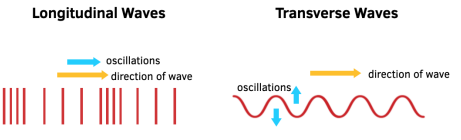 Longitudinal Waves
oscillations
direction of wave
Transverse Waves
direction of wave
oscillations